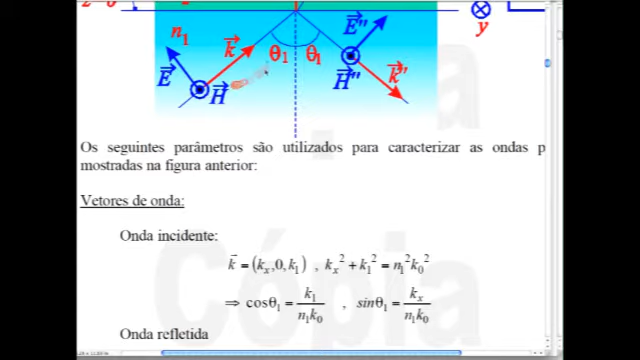 n₁
k⃗
θ₁ θ₁
E⃗"
y
E⃗
H⃗
H⃗"
k⃗"
Os seguintes parâmetros são utilizados para caracterizar as ondas p
mostradas na figura anterior:
Vetores de onda:
Onda incidente:
k⃗ = (kₓ,0,k₁) , kₓ² + k₁² = n₁²k₀²
⇒ cosθ₁ = k₁/n₁k₀ , sinθ₁ = kₓ/n₁k₀
Onda refletida
Cópia